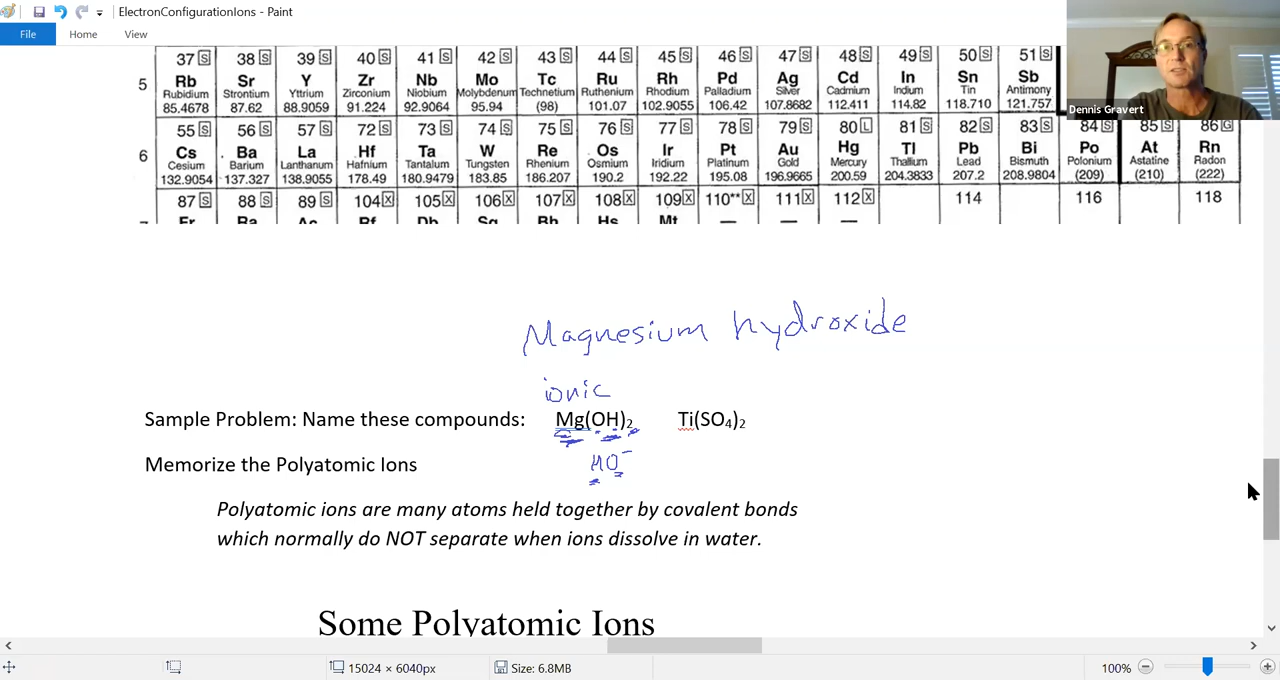 ElectronConfigurationIons - Paint
File Home View
37 S 38 S 39 S 40 S 41 S 42 S 43 S 44 S 45 S 46 S 47 S 48 S 49 S 50 S 51 S
5 Rb Sr Y Zr Nb Mo Tc Ru Rh Pd Ag Cd In Sn Sb
Rubidium Strontium Yttrium Zirconium Niobium Molybdenum Technetium Ruthenium Rhodium Palladium Silver Cadmium Indium Tin Antimony
85.4678 87.62 88.9059 91.224 92.9064 95.94 (98) 101.07 102.9055 106.42 107.8682 112.411 114.82 118.710 121.757
Dennis Gravert
55 S 56 S 57 S 72 S 73 S 74 S 75 S 76 S 77 S 78 S 79 S 80 L 81 S 82 S 83 S 84 S 85 S 86 G
6 Cs Ba La Hf Ta W Re Os Ir Pt Au Hg Tl Pb Bi Po At Rn
Cesium Barium Lanthanum Hafnium Tantalum Tungsten Rhenium Osmium Iridium Platinum Gold Mercury Thallium Lead Bismuth Polonium Astatine Radon
132.9054 137.327 138.9055 178.49 180.9479 183.85 186.207 190.2 192.22 195.08 196.9665 200.59 204.3833 207.2 208.9804 (209) (210) (222)
87 S 88 S 89 S 104 X 105 X 106 X 107 X 108 X 109 X 110** X 111 X 112 X 114 116 118
Fr Ra Ac Rf Db Sg Bh Hs Mt — — —
Magnesium hydroxide
ionic
Sample Problem: Name these compounds: Mg(OH)₂ Ti(SO₄)₂
Memorize the Polyatomic Ions HO⁻
Polyatomic ions are many atoms held together by covalent bonds
which normally do NOT separate when ions dissolve in water.
Some Polyatomic Ions
15024 × 6040px Size: 6.8MB 100%